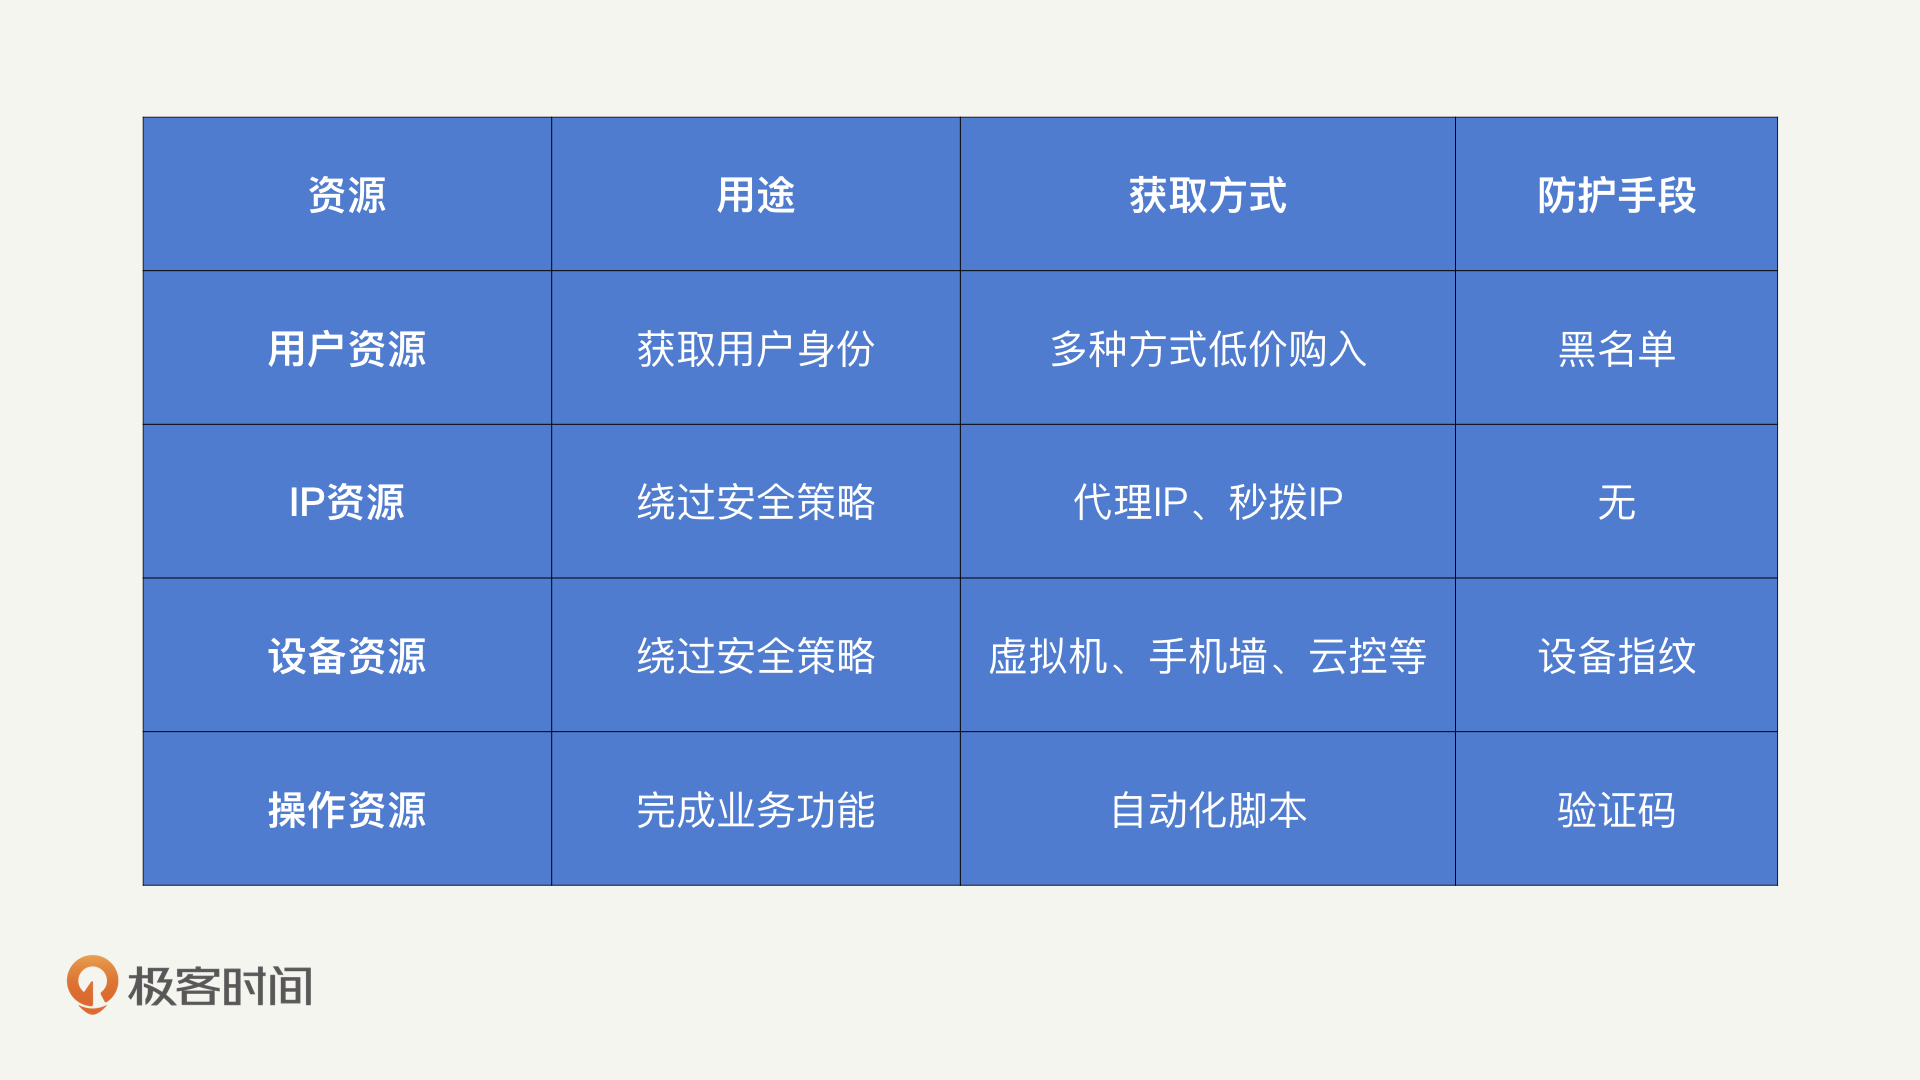 资源 用途 获取方式 防护手段
用户资源 获取用户身份 多种方式低价购入 黑名单
IP资源 绕过安全策略 代理IP、秒拨IP 无
设备资源 绕过安全策略 虚拟机、手机墙、云控等 设备指纹
操作资源 完成业务功能 自动化脚本 验证码
极客时间